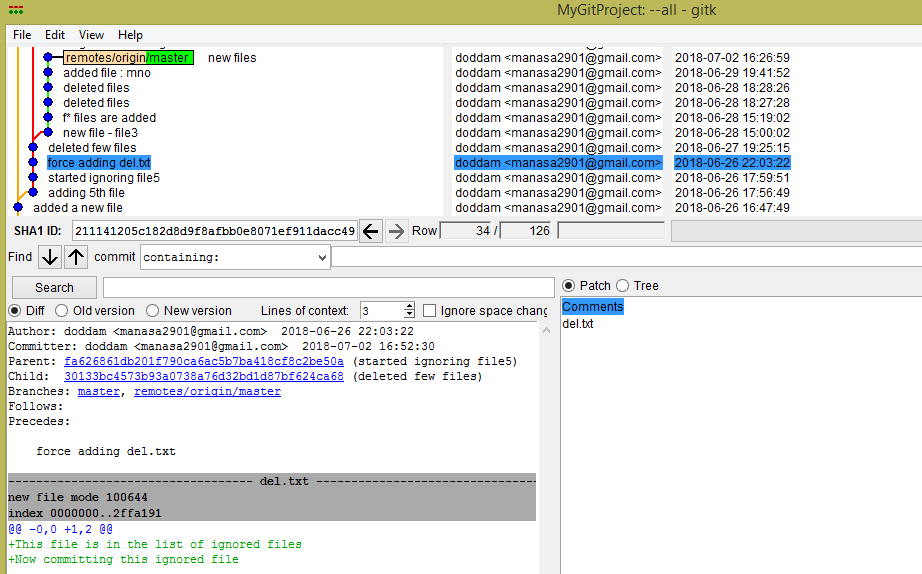 MyGitProject: --all - gitk
File Edit View Help
remotes/origin/master new files doddam <manasa2901@gmail.com> 2018-07-02 16:26:59
added file : mno doddam <manasa2901@gmail.com> 2018-06-29 19:41:52
deleted files doddam <manasa2901@gmail.com> 2018-06-28 18:28:26
deleted files doddam <manasa2901@gmail.com> 2018-06-28 18:27:28
f* files are added doddam <manasa2901@gmail.com> 2018-06-28 15:19:02
new file - file3 doddam <manasa2901@gmail.com> 2018-06-28 15:00:02
deleted few files doddam <manasa2901@gmail.com> 2018-06-27 19:25:15
force adding del.txt doddam <manasa2901@gmail.com> 2018-06-26 22:03:22
started ignoring file5 doddam <manasa2901@gmail.com> 2018-06-26 17:59:51
adding 5th file doddam <manasa2901@gmail.com> 2018-06-26 17:56:49
added a new file doddam <manasa2901@gmail.com> 2018-06-26 16:47:49
SHA1 ID: 211141205c182d8d9f8afbb0e8071ef911dacc49 Row 34 / 126
Find commit containing:
Search
Patch Tree
Diff Old version New version Lines of context: 3 Ignore space chang
Comments
del.txt
Author: doddam <manasa2901@gmail.com> 2018-06-26 22:03:22
Committer: doddam <manasa2901@gmail.com> 2018-07-02 16:52:30
Parent: fa626861db201f790ca6ac5b7ba418cf8c2be50a (started ignoring file5)
Child: 30133bc4573b93a0738a76d32bd1d87bf624ca68 (deleted few files)
Branches: master, remotes/origin/master
Follows:
Precedes:
force adding del.txt
----------------------------------- del.txt -----------------------------------
new file mode 100644
index 0000000..2ffa191
@@ -0,0 +1,2 @@
+This file is in the list of ignored files
+Now committing this ignored file